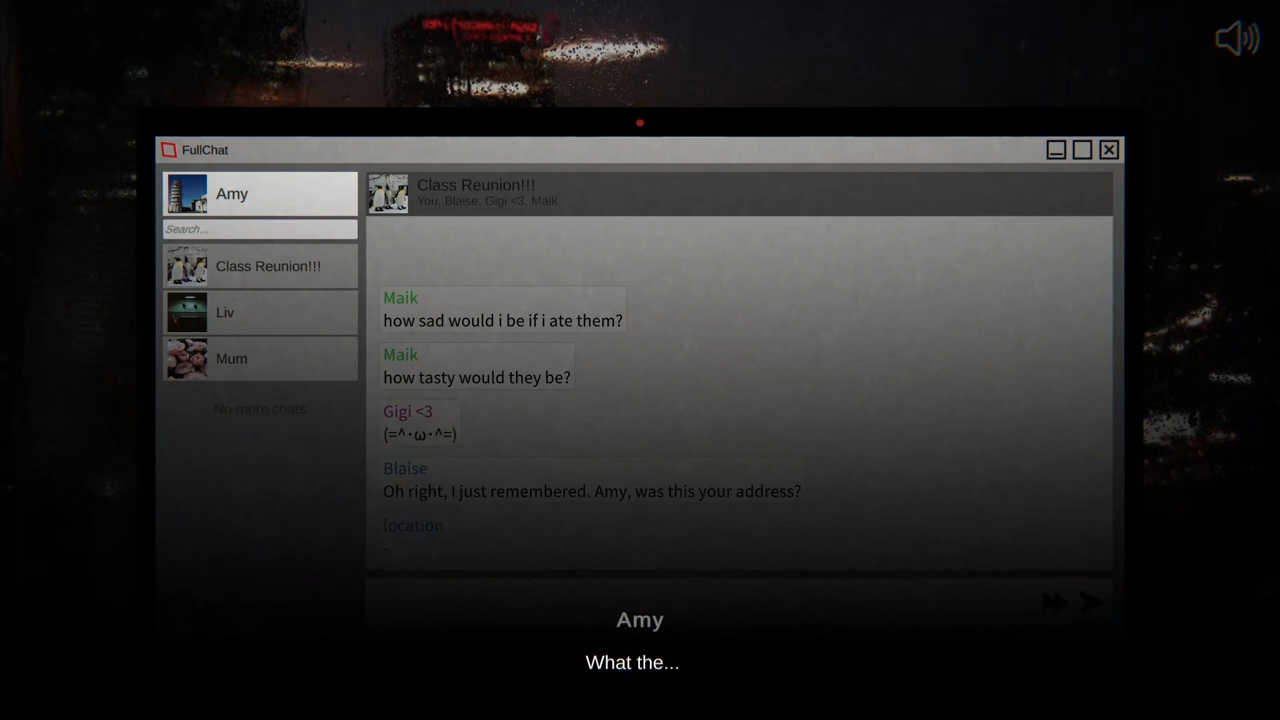 FullChat
Amy
Search...
Class Reunion!!!
Liv
Mum
No more chats
Class Reunion!!!
You, Blaise, Gigi <3, Maik
Maik
how sad would i be if i ate them?
Maik
how tasty would they be?
Gigi <3
(=^･ω･^=)
Blaise
Oh right, I just remembered. Amy, was this your address?
location
-
Amy
What the...